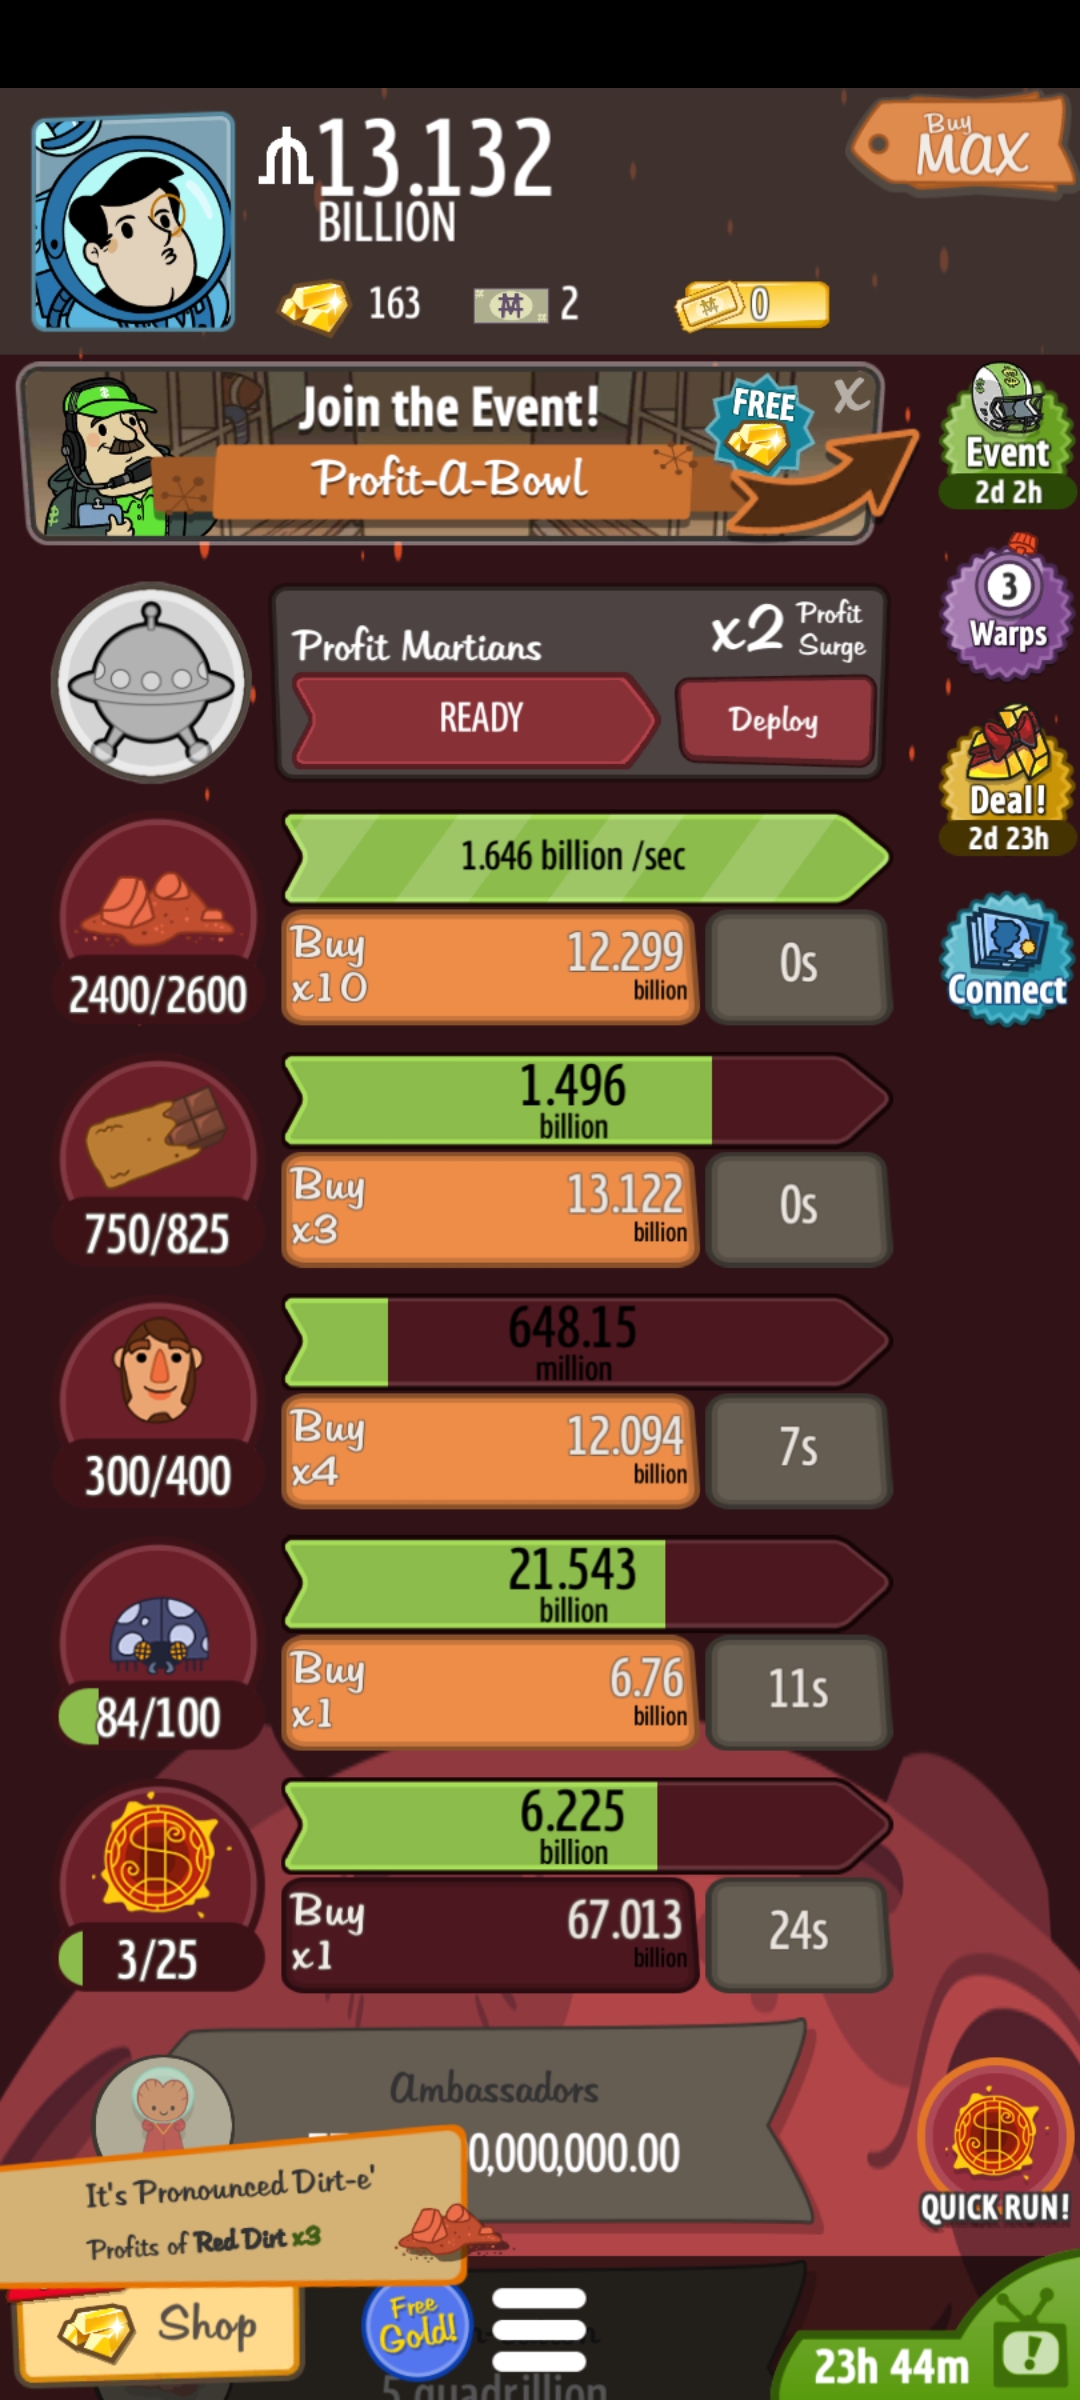 13.132
BILLION
Buy
MAX
163
2
0
Join the Event!
Profit-A-Bowl
FREE
X
Event
2d 2h
3
Warps
Profit Martians
x2 Profit
Surge
READY
Deploy
Deal!
2d 23h
1.646 billion /sec
Buy
x10
12.299
billion
0s
2400/2600
Connect
1.496
billion
Buy
x3
13.122
billion
0s
750/825
648.15
million
Buy
x4
12.094
billion
7s
300/400
21.543
billion
Buy
x1
6.76
billion
11s
84/100
6.225
billion
Buy
x1
67.013
billion
24s
3/25
Ambassadors
0,000,000.00
It's Pronounced Dirt-e'
Profits of Red Dirt x3
QUICK RUN!
Shop
Free
Gold!
5 quadrillion
23h 44m